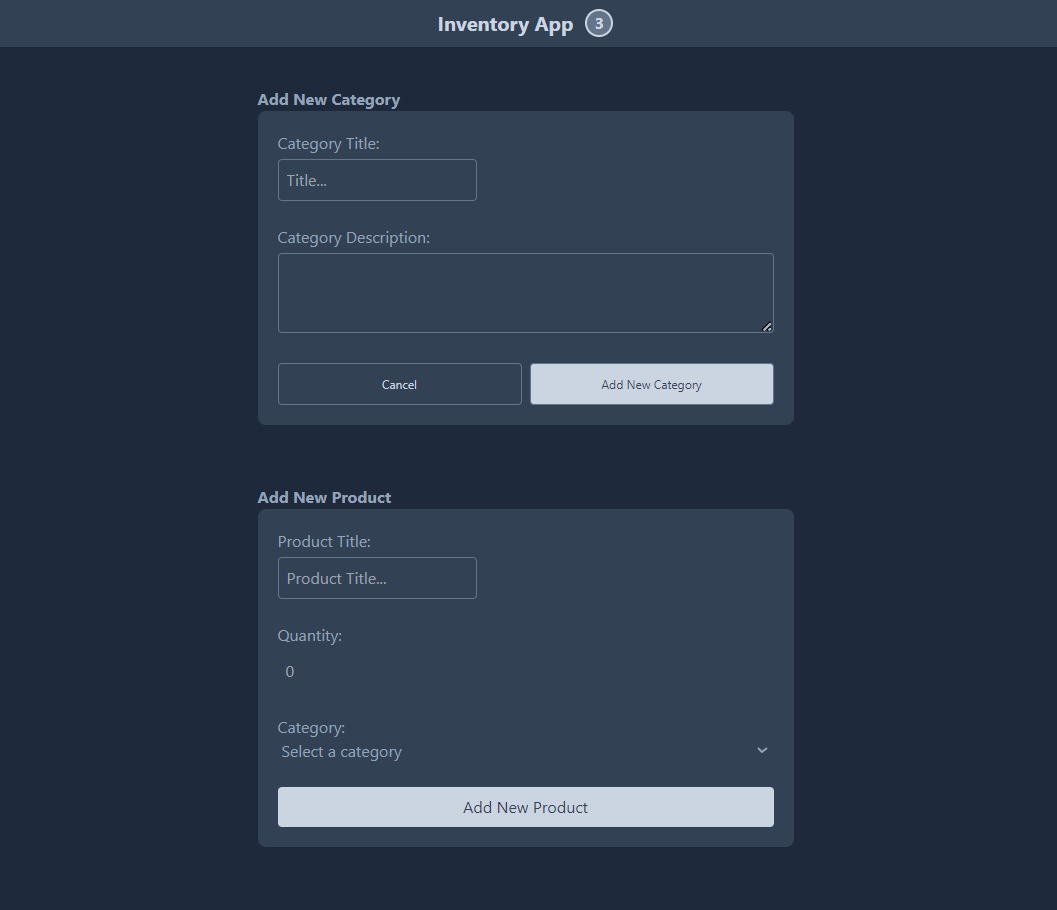 Inventory App 3
Add New Category
Category Title:
Title...
Category Description:
Cancel Add New Category
Add New Product
Product Title:
Product Title...
Quantity:
0
Category:
Select a category
Add New Product